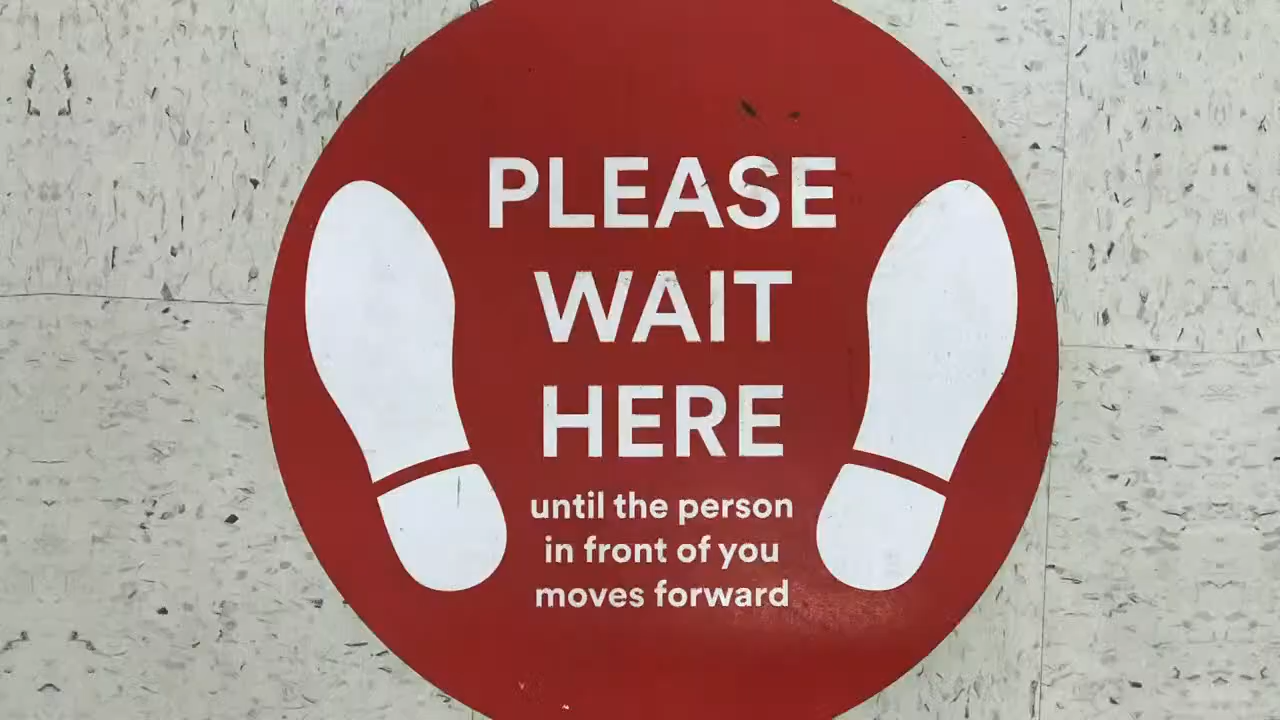 PLEASE
WAIT
HERE
until the person
in front of you
moves forward